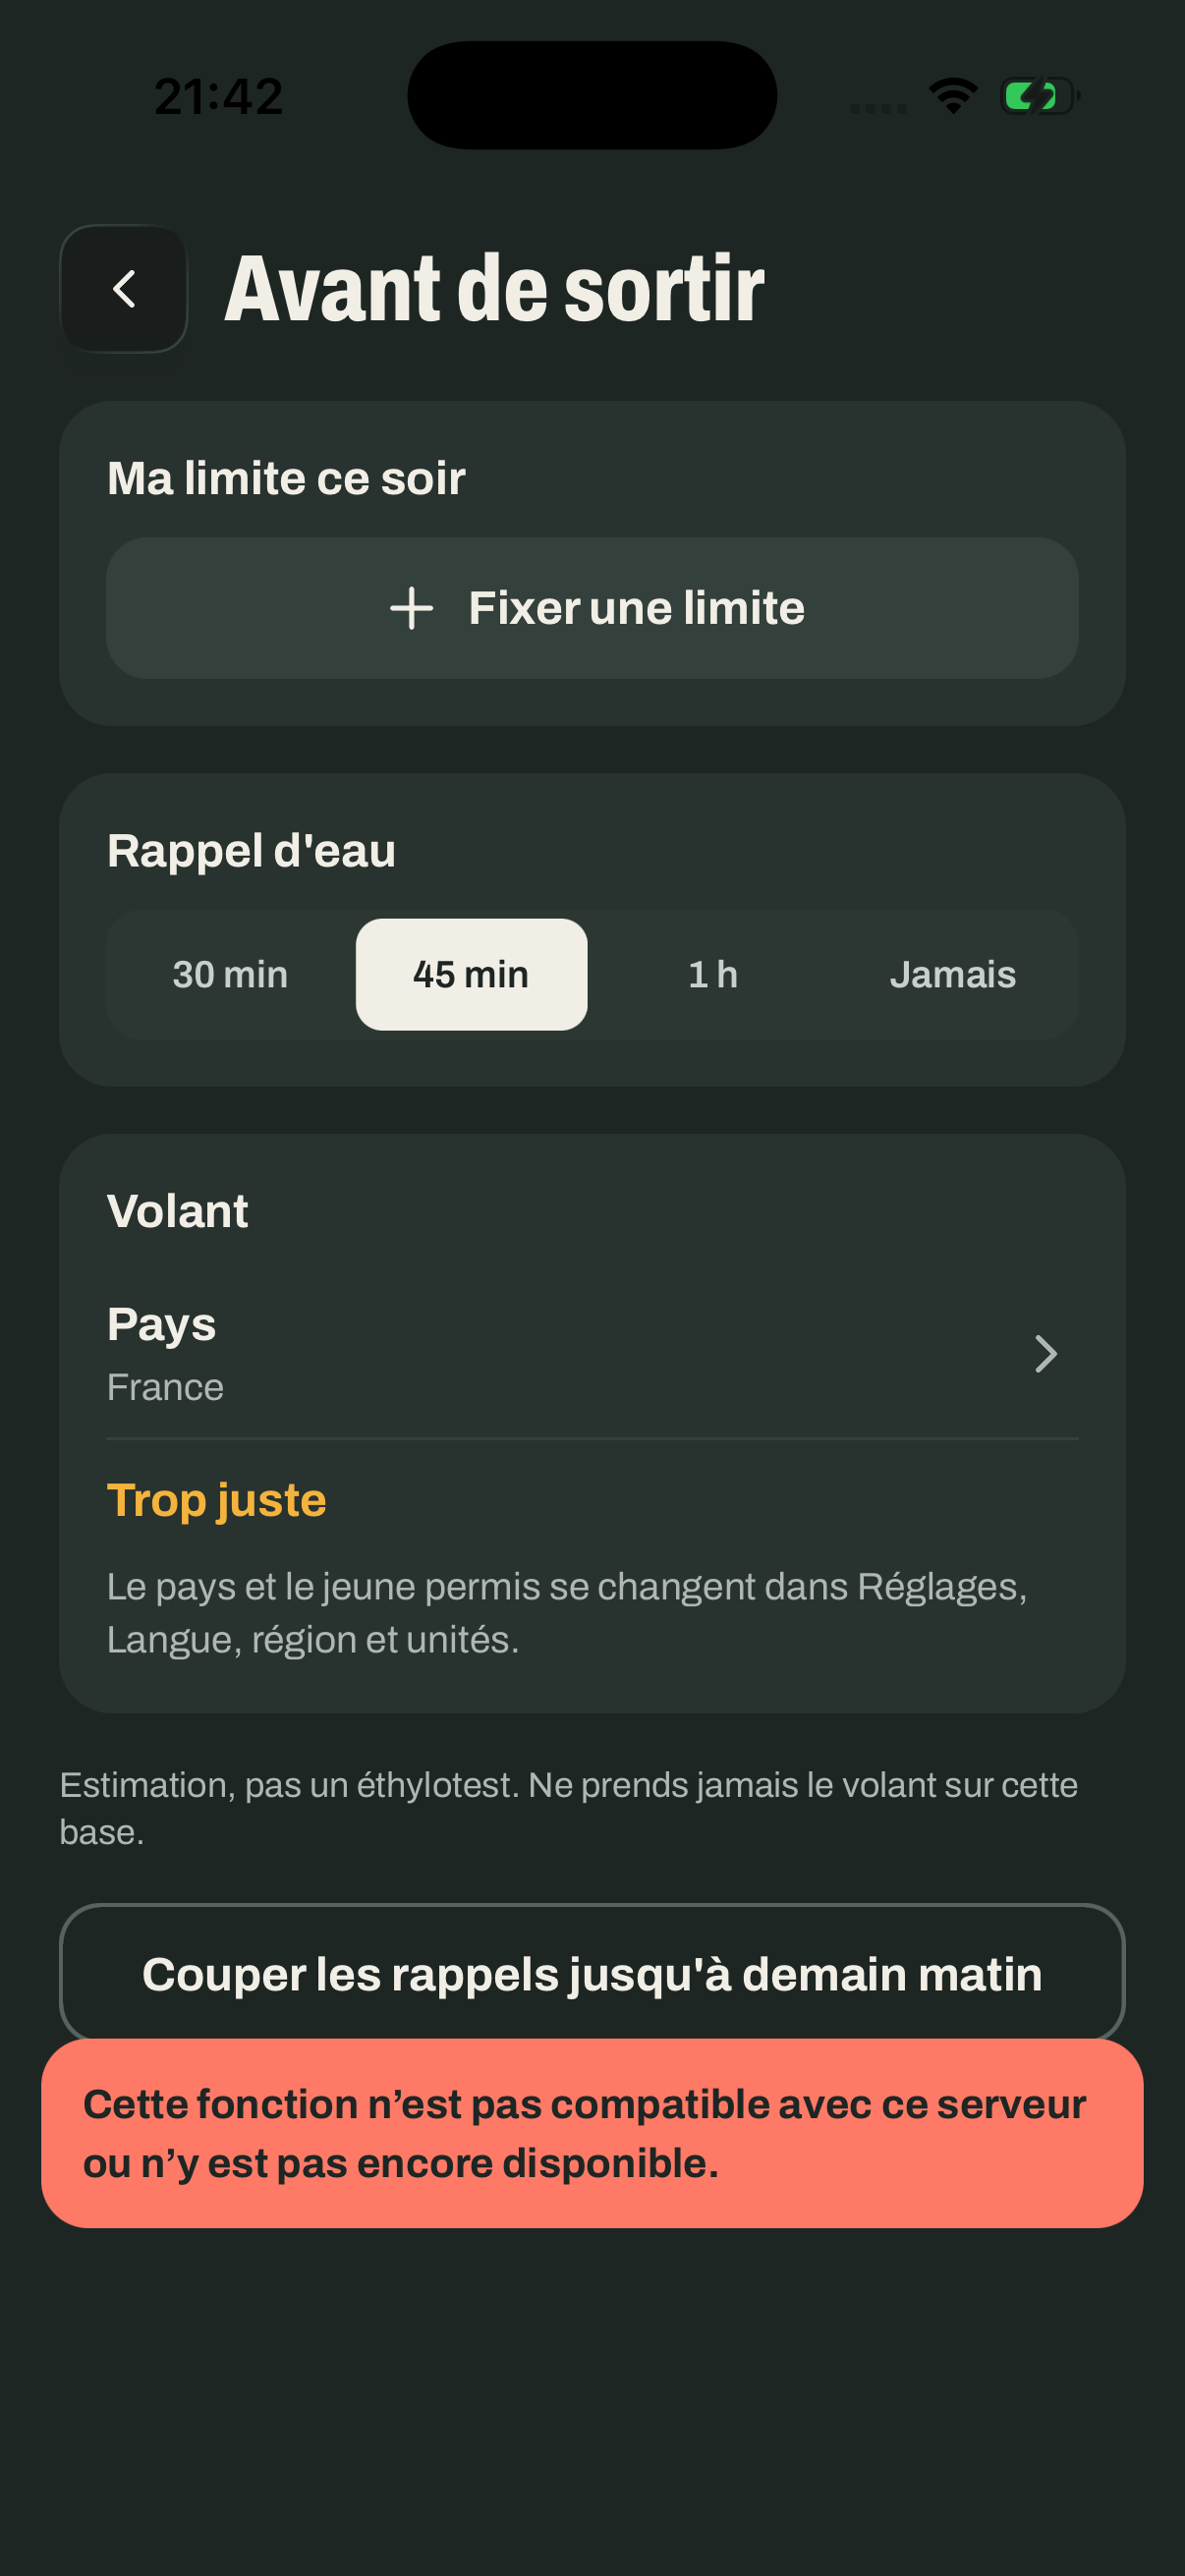 21:42
Avant de sortir
Ma limite ce soir
Fixer une limite
Rappel d'eau
30 min
45 min
1 h
Jamais
Volant
Pays
France
Trop juste
Le pays et le jeune permis se changent dans Réglages,
Langue, région et unités.
Estimation, pas un éthylotest. Ne prends jamais le volant sur cette
base.
Couper les rappels jusqu'à demain matin
Cette fonction n’est pas compatible avec ce serveur
ou n’y est pas encore disponible.